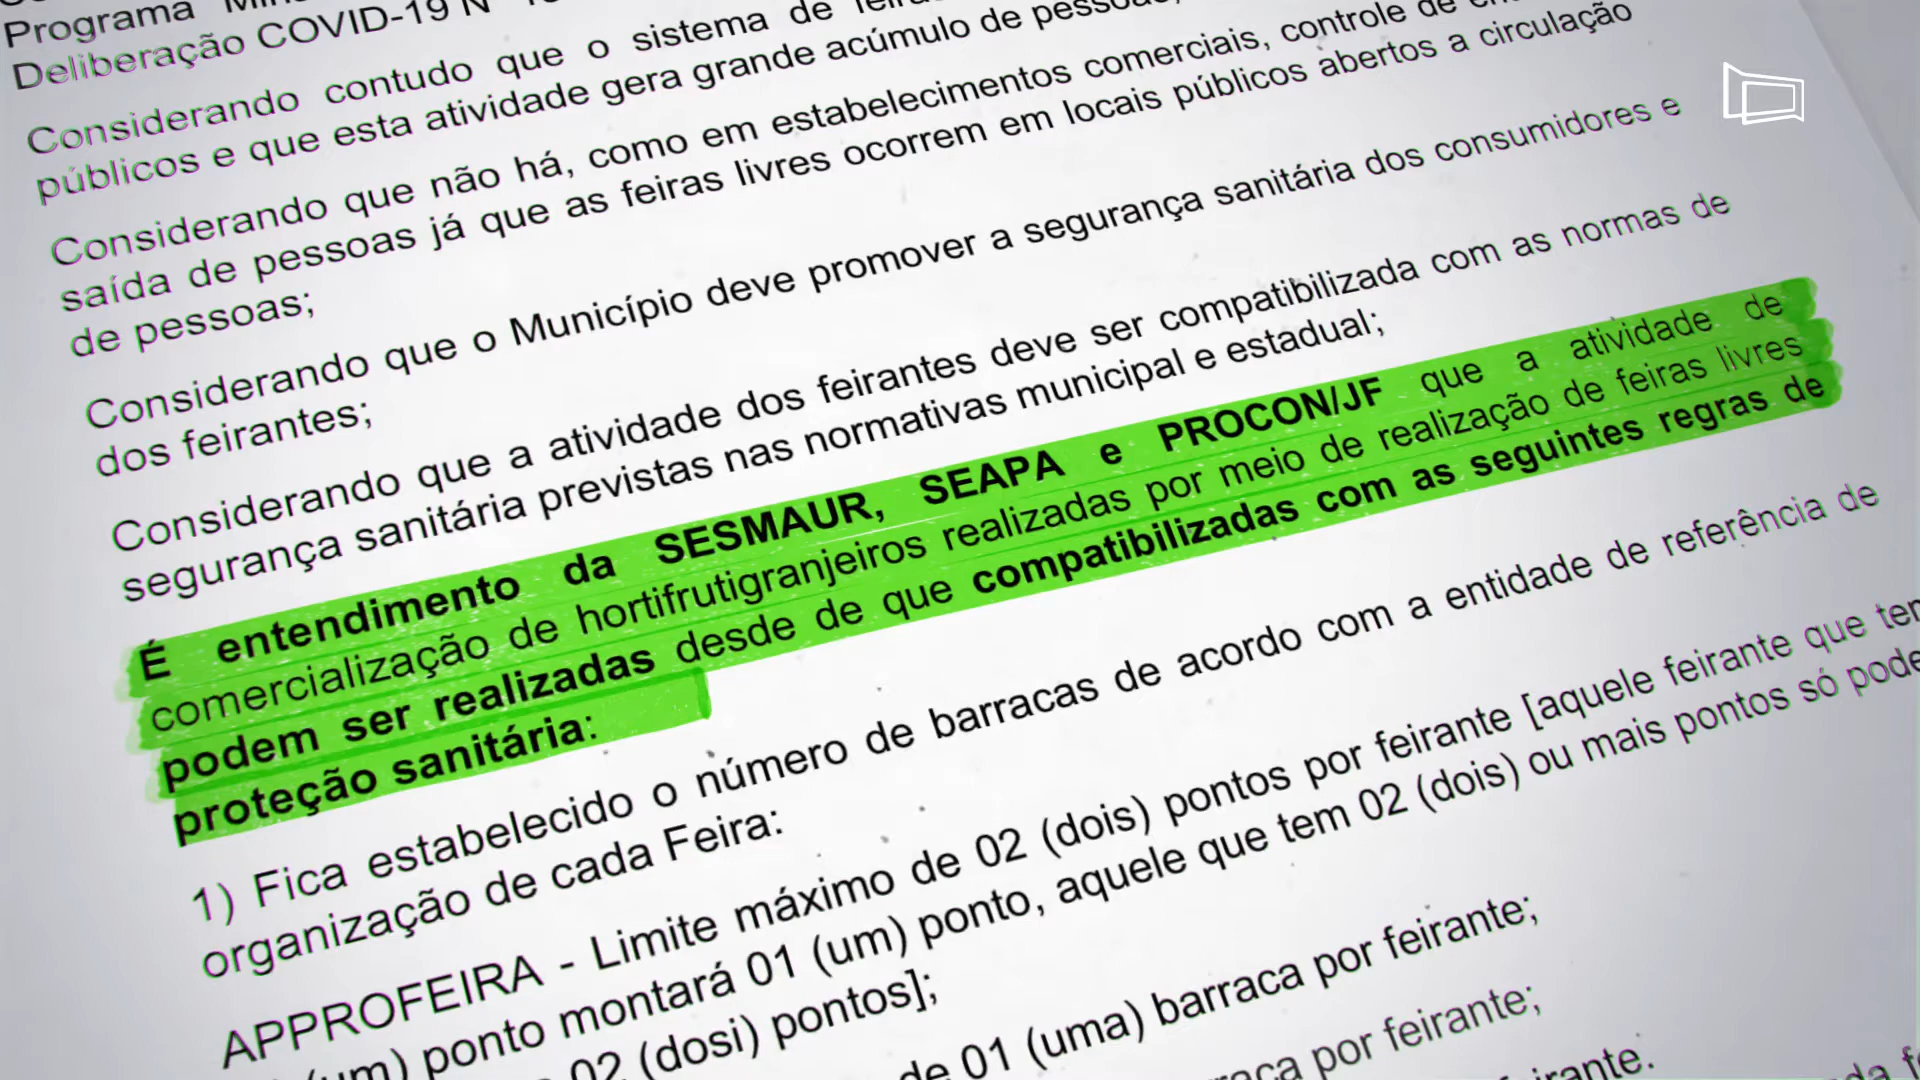 Programa
Deliberação COVID-19 N
Considerando contudo que o sistema de
públicos e que esta atividade gera grande acúmulo de
Considerando que não há, como em estabelecimentos comerciais, controle de
saída de pessoas já que as feiras livres ocorrem em locais públicos abertos a circulação
de pessoas;
Considerando que o Município deve promover a segurança sanitária dos consumidores e
dos feirantes;
Considerando que a atividade dos feirantes deve ser compatibilizada com as normas de
segurança sanitária previstas nas normativas municipal e estadual;
É entendimento da SESMAUR, SEAPA e PROCON/JF que a atividade de
comercialização de hortifrutigranjeiros realizadas por meio de realização de feiras livres
podem ser realizadas desde de que compatibilizadas com as seguintes regras de
proteção sanitária:
1) Fica estabelecido o número de barracas de acordo com a entidade de referência de
organização de cada Feira:
APPROFEIRA - Limite máximo de 02 (dois) pontos por feirante [aquele feirante que
(um) ponto montará 01 (um) ponto, aquele que tem 02 (dois) ou mais pontos só
02 (dosi) pontos];
de 01 (uma) barraca por feirante;
por feirante;